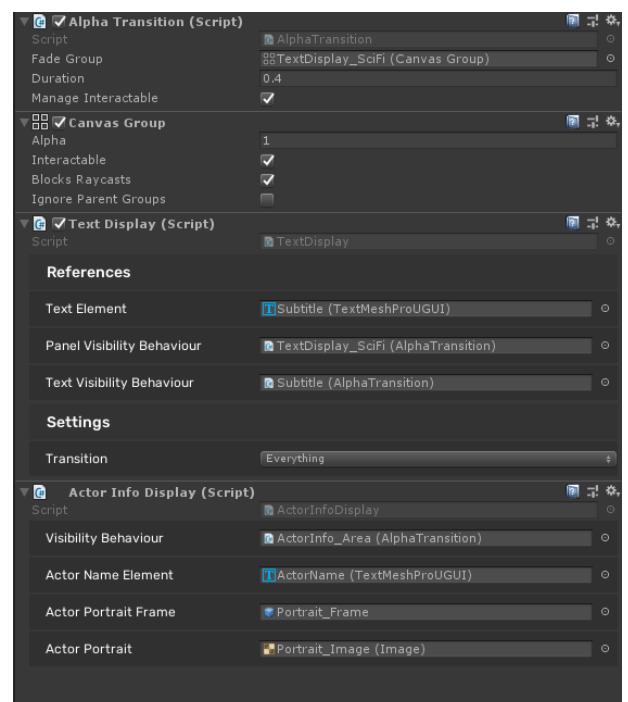 Alpha Transition (Script)
Script AlphaTransition
Fade Group TextDisplay_SciFi (Canvas Group)
Duration 0.4
Manage Interactable
Canvas Group
Alpha 1
Interactable
Blocks Raycasts
Ignore Parent Groups
Text Display (Script)
Script TextDisplay
References
Text Element Subtitle (TextMeshProUGUI)
Panel Visibility Behaviour TextDisplay_SciFi (AlphaTransition)
Text Visibility Behaviour Subtitle (AlphaTransition)
Settings
Transition Everything
Actor Info Display (Script)
Script ActorInfoDisplay
Visibility Behaviour ActorInfo_Area (AlphaTransition)
Actor Name Element ActorName (TextMeshProUGUI)
Actor Portrait Frame Portrait_Frame
Actor Portrait Portrait_Image (Image)